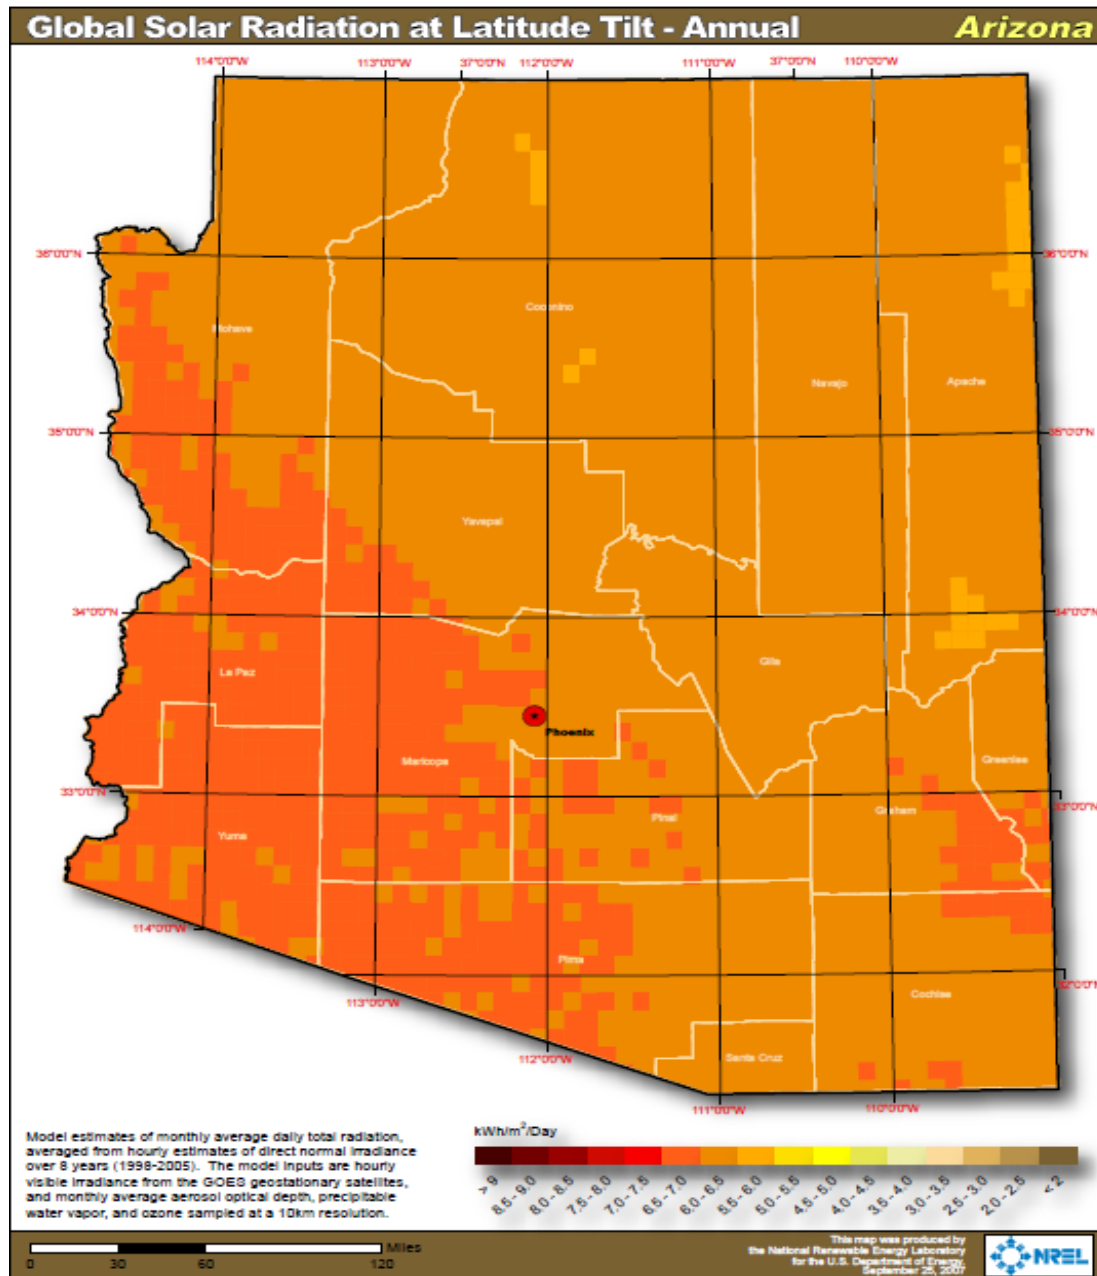 Global Solar Radiation at Latitude Tilt - Annual
Arizona
114°0'0"W 113°0'0"W 37°0'0"N 112°0'0"W 111°0'0"W 37°0'0"N 110°0'0"W
36°0'0"N 36°0'0"N
Coconino
Mohave
Navajo Apache
35°0'0"N 35°0'0"N
Yavapai
34°0'0"N 34°0'0"N
Gila
La Paz
Phoenix
Maricopa Greenlee
33°0'0"N 33°0'0"N
Graham
Pinal
Yuma
114°0'0"W
Pima
32°0'0"N
Cochise
113°0'0"W
112°0'0"W
Santa Cruz
111°0'0"W 110°0'0"W
Model estimates of monthly average daily total radiation,
averaged from hourly estimates of direct normal irradiance
over 8 years (1998-2005). The model inputs are hourly
visible irradiance from the GOES geostationary satellites,
and monthly average aerosol optical depth, precipitable
water vapor, and ozone sampled at a 10km resolution.
kWh/m²/Day
> 9
8.5 - 9.0
8.0 - 8.5
7.5 - 8.0
7.0 - 7.5
6.5 - 7.0
6.0 - 6.5
5.5 - 6.0
5.0 - 5.5
4.5 - 5.0
4.0 - 4.5
3.5 - 4.0
3.0 - 3.5
2.5 - 3.0
2.0 - 2.5
< 2
Miles
0 30 60 120
This map was produced by
the National Renewable Energy Laboratory
for the U.S. Department of Energy.
September 25, 2007
NREL